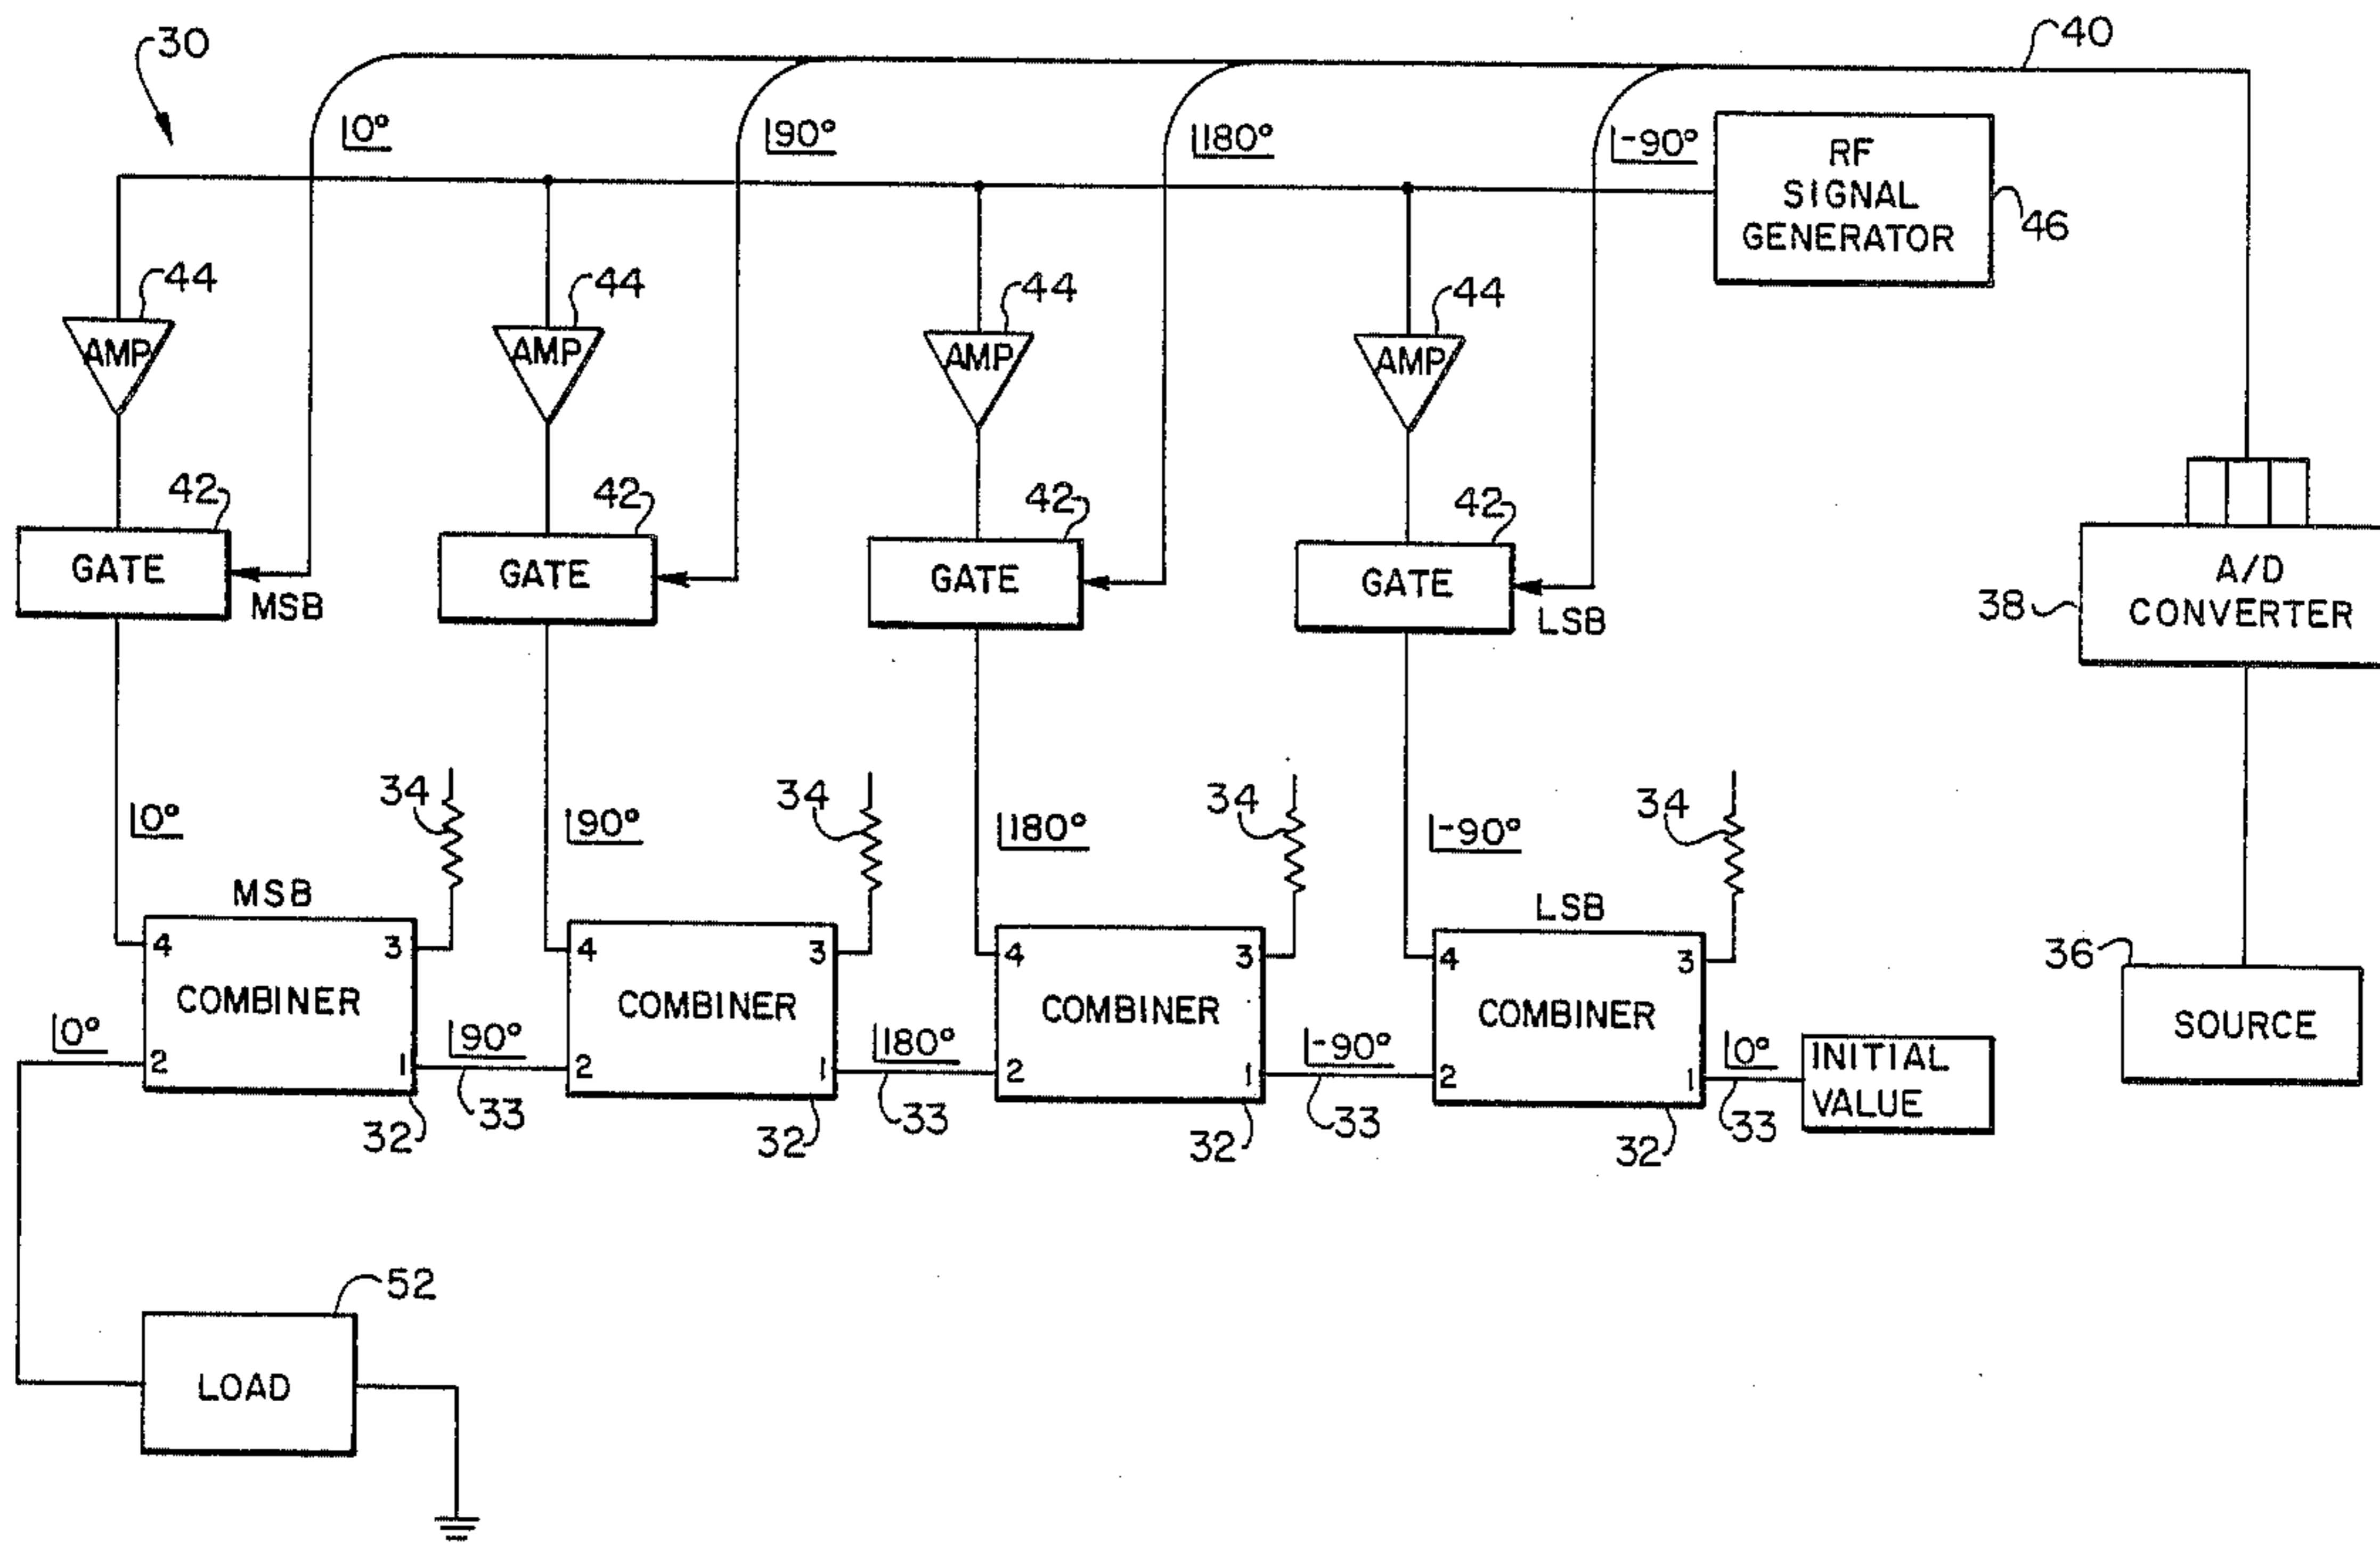 30
40
0°
90°
180°
-90°
RF
SIGNAL
GENERATOR
46
44
44
44
44
AMP
AMP
AMP
AMP
42
42
42
42
GATE
GATE
GATE
GATE
MSB
LSB
A/D
CONVERTER
38
34
34
34
34
0°
90°
180°
-90°
MSB
LSB
4
3
4
3
4
3
4
3
COMBINER
COMBINER
COMBINER
COMBINER
36
SOURCE
0°
90°
180°
-90°
0°
2
1
2
1
2
1
2
1
INITIAL
VALUE
32
33
32
33
32
33
32
33
52
LOAD